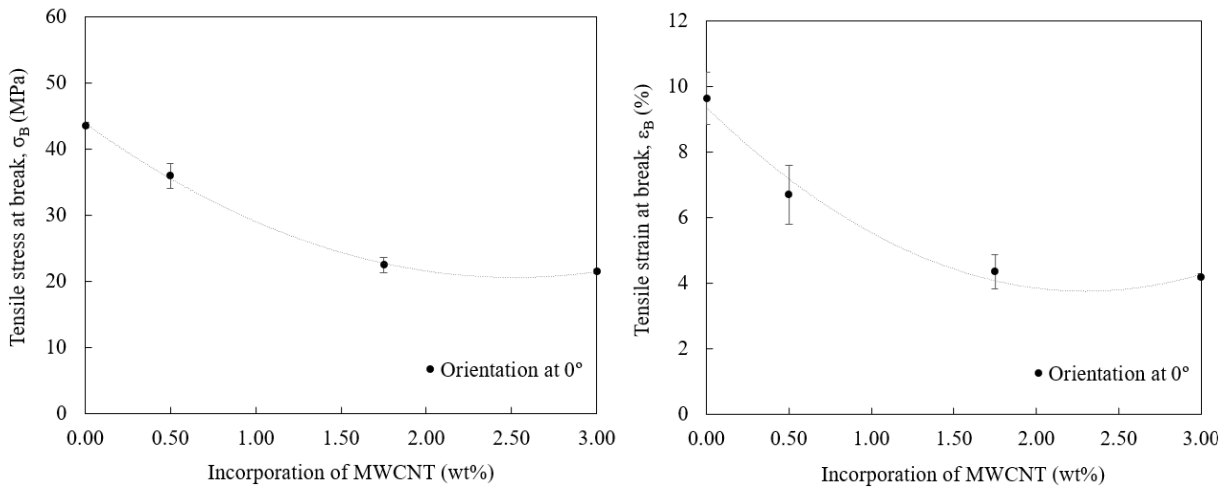 60
50
40
30
20
10
0
Tensile stress at break, σB (MPa)
0.00 0.50 1.00 1.50 2.00 2.50 3.00
Incorporation of MWCNT (wt%)
Orientation at 0º
12
10
8
6
4
2
0
Tensile strain at break, εB (%)
0.00 0.50 1.00 1.50 2.00 2.50 3.00
Incorporation of MWCNT (wt%)
Orientation at 0º